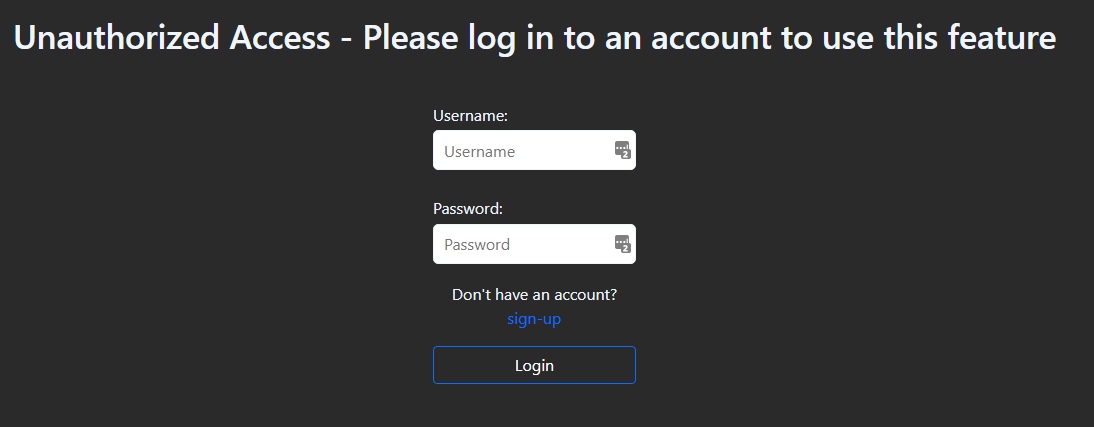 Unauthorized Access - Please log in to an account to use this feature
Username:
Username
Password:
Password
Don't have an account?
sign-up
Login